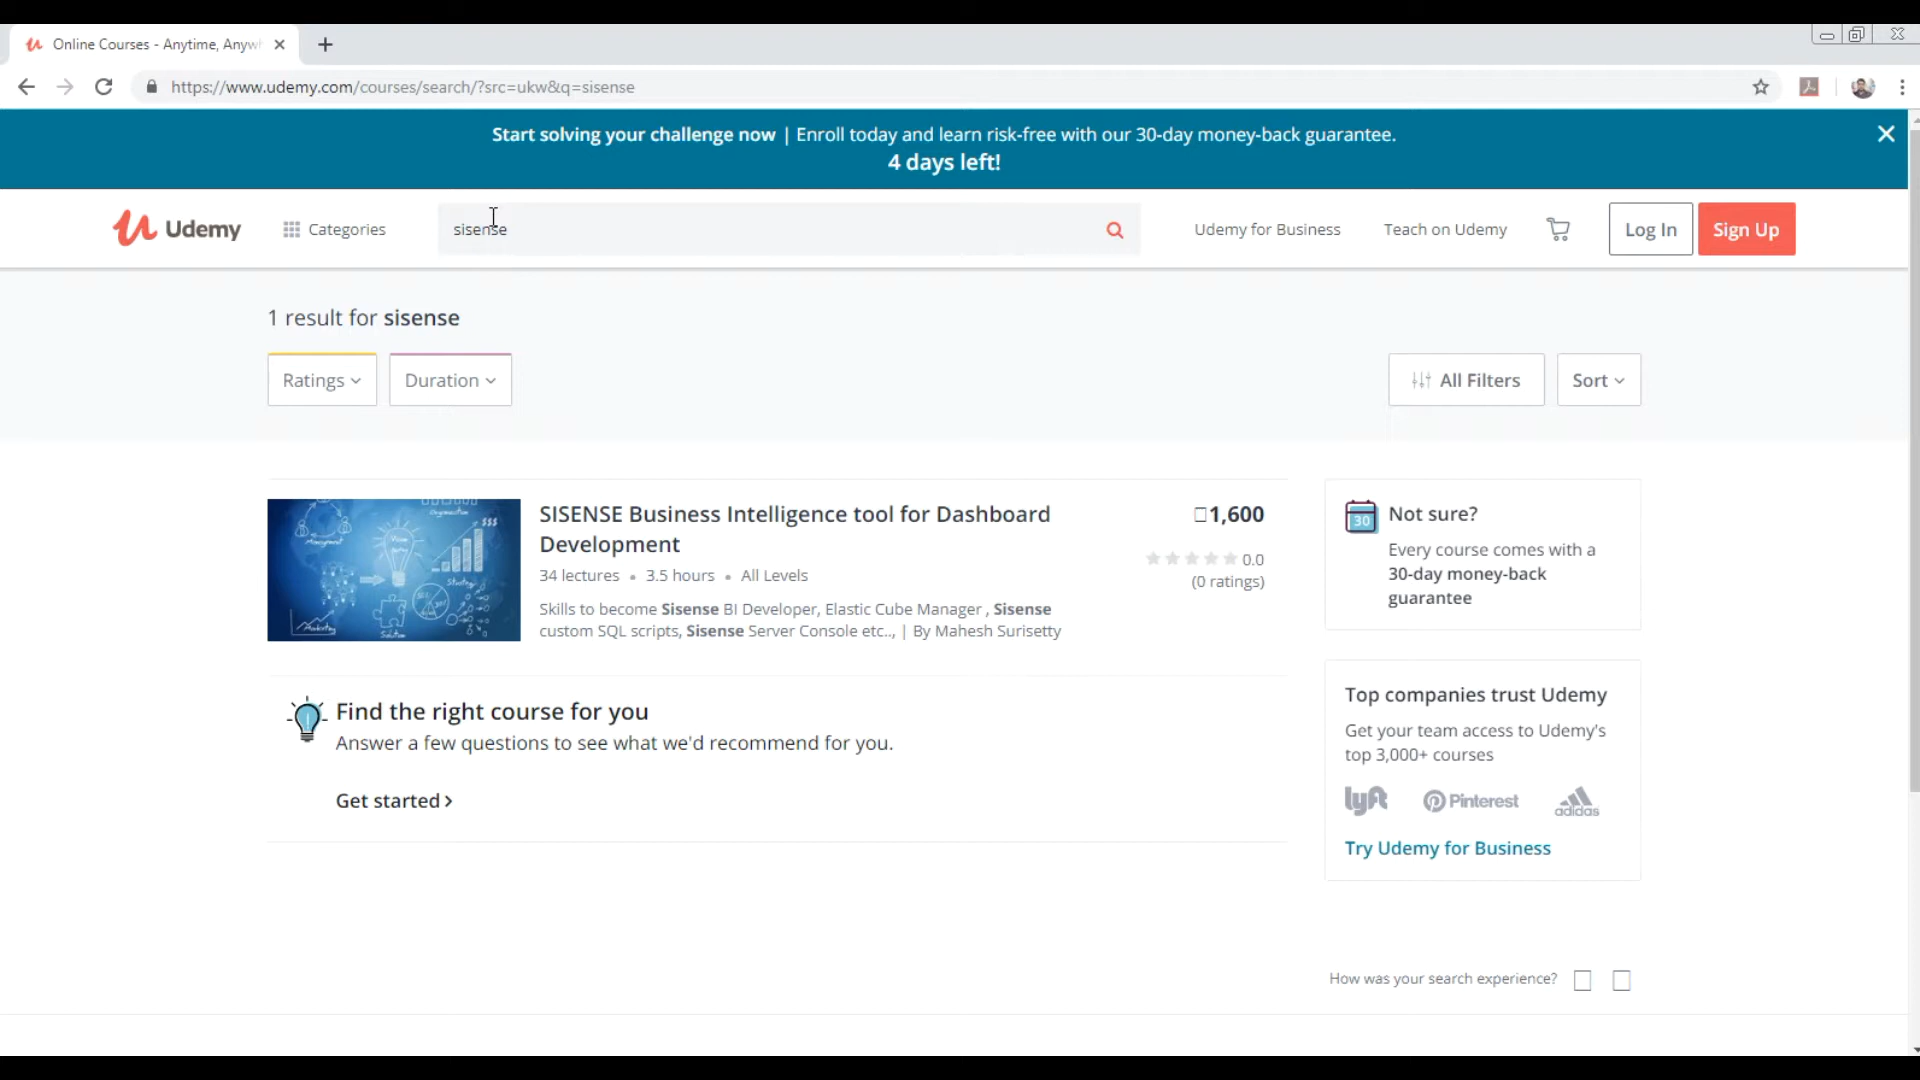 Online Courses - Anytime, Anyw
https://www.udemy.com/courses/search/?src=ukw&q=sisense
Start solving your challenge now | Enroll today and learn risk-free with our 30-day money-back guarantee.
4 days left!
Udemy
Categories
sisense
Udemy for Business
Teach on Udemy
Log In
Sign Up
1 result for sisense
Ratings
Duration
All Filters
Sort
SISENSE Business Intelligence tool for Dashboard
Development
34 lectures • 3.5 hours • All Levels
Skills to become Sisense BI Developer, Elastic Cube Manager , Sisense
custom SQL scripts, Sisense Server Console etc.., | By Mahesh Surisetty
1,600
0.0
(0 ratings)
Organisation
$$$
Management
Strategy
Marketing
Solution
30
Not sure?
Every course comes with a
30-day money-back
guarantee
Find the right course for you
Answer a few questions to see what we'd recommend for you.
Get started
Top companies trust Udemy
Get your team access to Udemy's
top 3,000+ courses
lyft
Pinterest
adidas
Try Udemy for Business
How was your search experience?